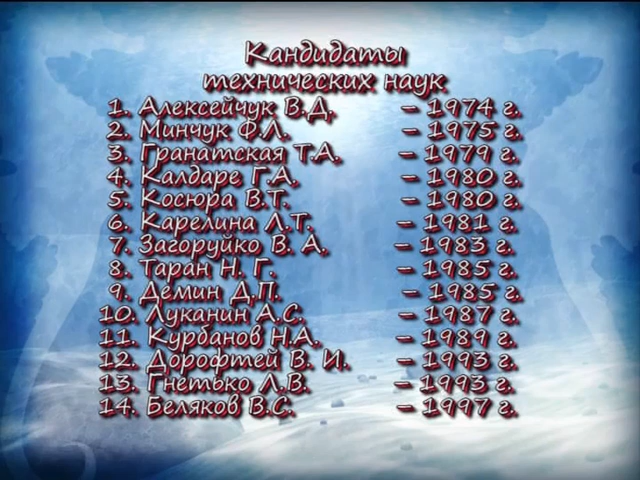 Кандидаты
технических наук
1. Алексейчук В.Д. – 1974 г.
2. Минчук Ф.Л. – 1975 г.
3. Гранатская Т.А. – 1979 г.
4. Калдаре Г.А. – 1980 г.
5. Косюра В.Т. – 1980 г.
6. Карелина Л.Т. – 1981 г.
7. Загоруйко В. А. – 1983 г.
8. Таран Н. Г. – 1985 г.
9. Демин Д.П. – 1985 г.
10. Луканин А.С. – 1987 г.
11. Курбанов Н.А. – 1989 г.
12. Дорофтей В. И. – 1993 г.
13. Гнетько Л.В. – 1993 г.
14. Беляков В.С. – 1997 г.